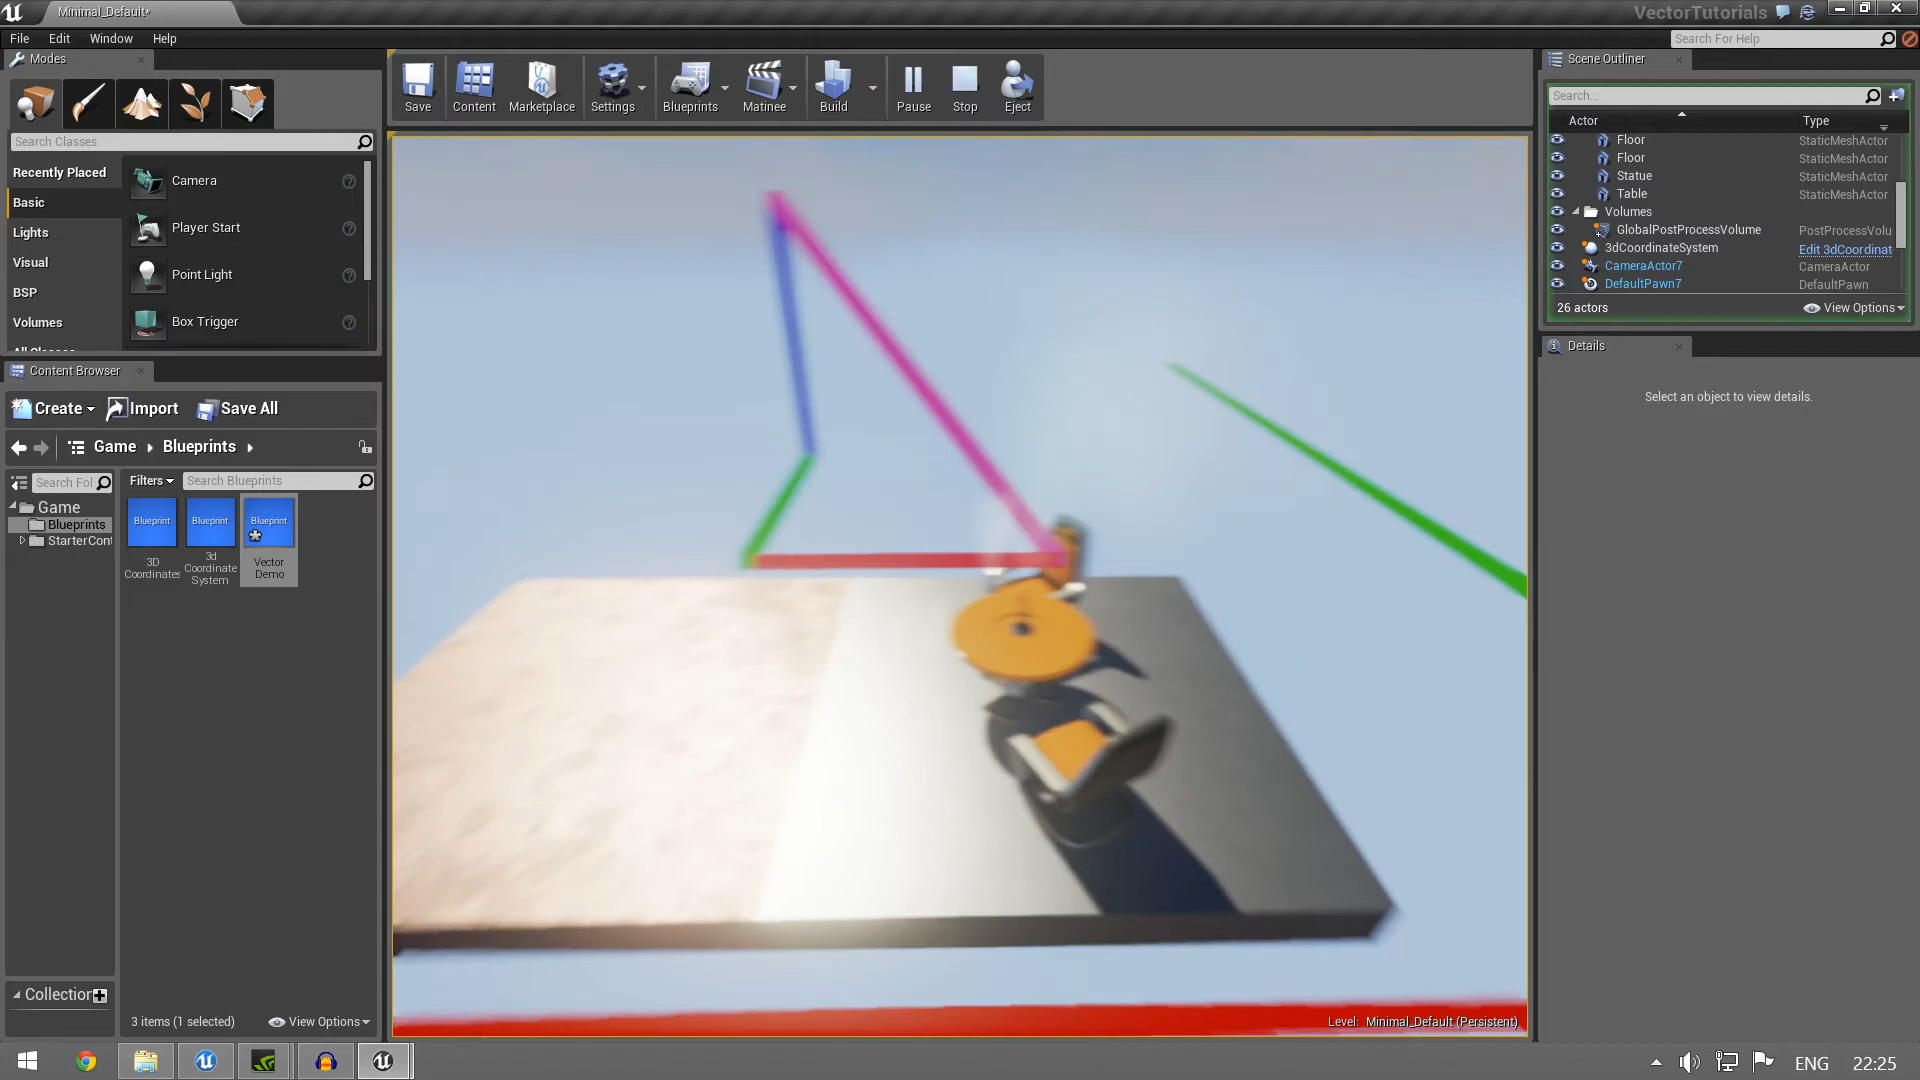 Minimal_Default*
VectorTutorials
File Edit Window Help
Search For Help
Modes
Search Classes
Recently Placed
Basic
Lights
Visual
BSP
Volumes
Camera
Player Start
Point Light
Box Trigger
Content Browser
Create Import Save All
Game Blueprints
Search Fol
Game
Blueprints
StarterCont
Filters Search Blueprints
Blueprint Blueprint Blueprint
3D
Coordinates
3d
Coordinate
System
Vector
Demo
Collection
3 items (1 selected) View Options
Save Content Marketplace Settings Blueprints Matinee Build Pause Stop Eject
Level: Minimal_Default (Persistent)
Scene Outliner
Search...
Actor Type
Floor StaticMeshActor
Floor StaticMeshActor
Statue StaticMeshActor
Table StaticMeshActor
Volumes
GlobalPostProcessVolume PostProcessVolu
3dCoordinateSystem Edit 3dCoordinat
CameraActor7 CameraActor
DefaultPawn7 DefaultPawn
26 actors View Options
Details
Select an object to view details.
ENG 22:25